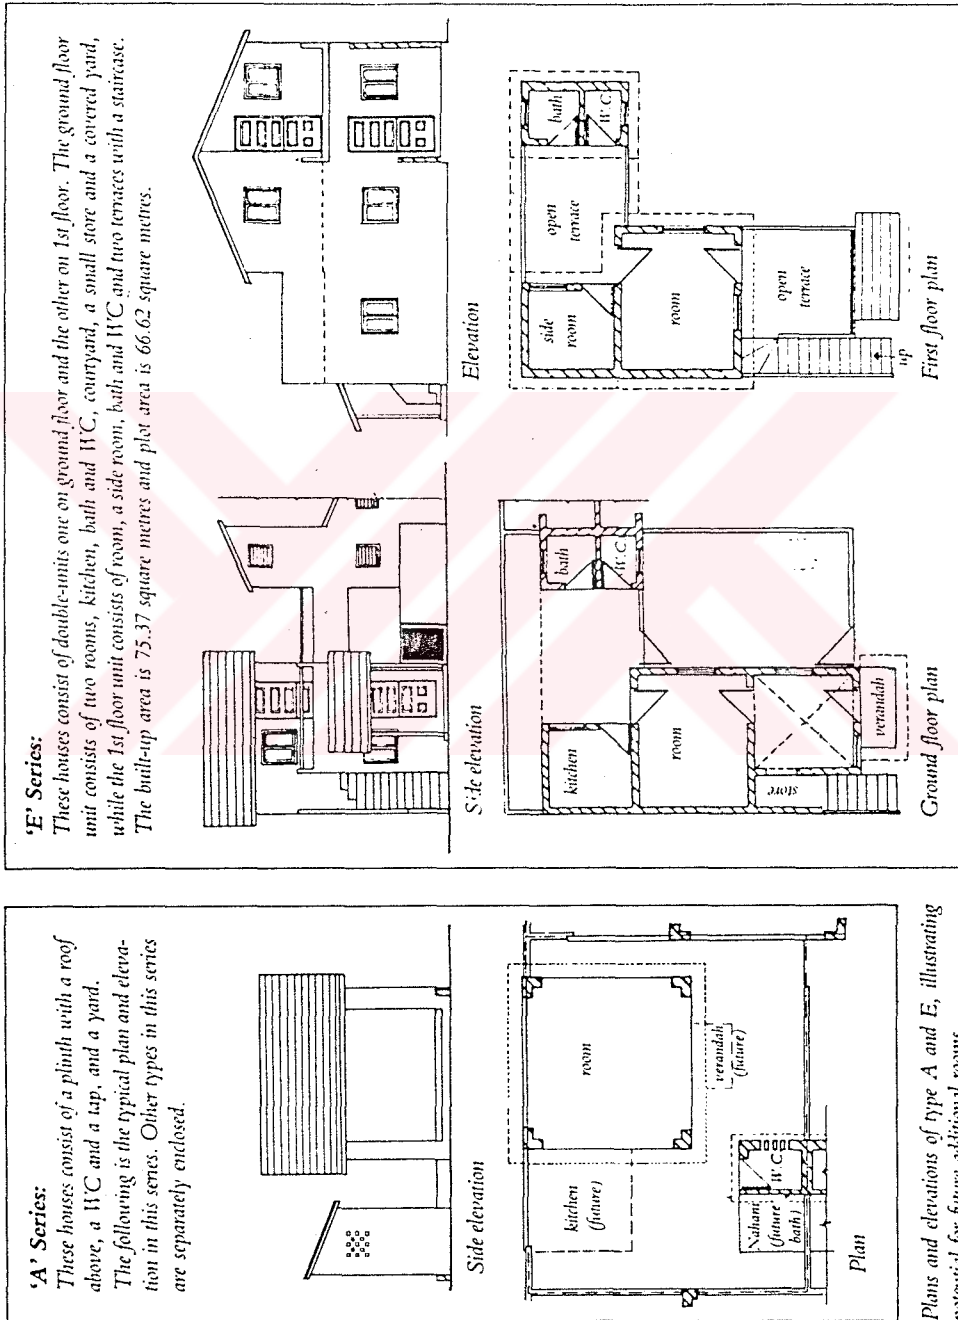 ‘A’ Series:
These houses consist of a plinth with a roof
above, a WC and a tap, and a yard.
The following is the typical plan and eleva-
tion in this series. Other types in this series
are separately enclosed.
Side elevation
room
kitchen
(future)
verandah
(future)
Nahani
(future
bath)
W.C
Plan
‘E’ Series:
These houses consist of double-units one on ground floor and the other on 1st floor. The ground floor
unit consists of two rooms, kitchen, bath and WC, courtyard, a small store and a covered yard,
while the 1st floor unit consists of room, a side room, bath and WC and two terraces with a staircase.
The built-up area is 75.37 square metres and plot area is 66.62 square metres.
Side elevation
Elevation
kitchen
room
store
bath
W.C
verandah
Ground floor plan
side
room
room
open
terrace
bath
W.C
open
terrace
up
First floor plan
Plans and elevations of type A and E, illustrating
potential for future additional rooms